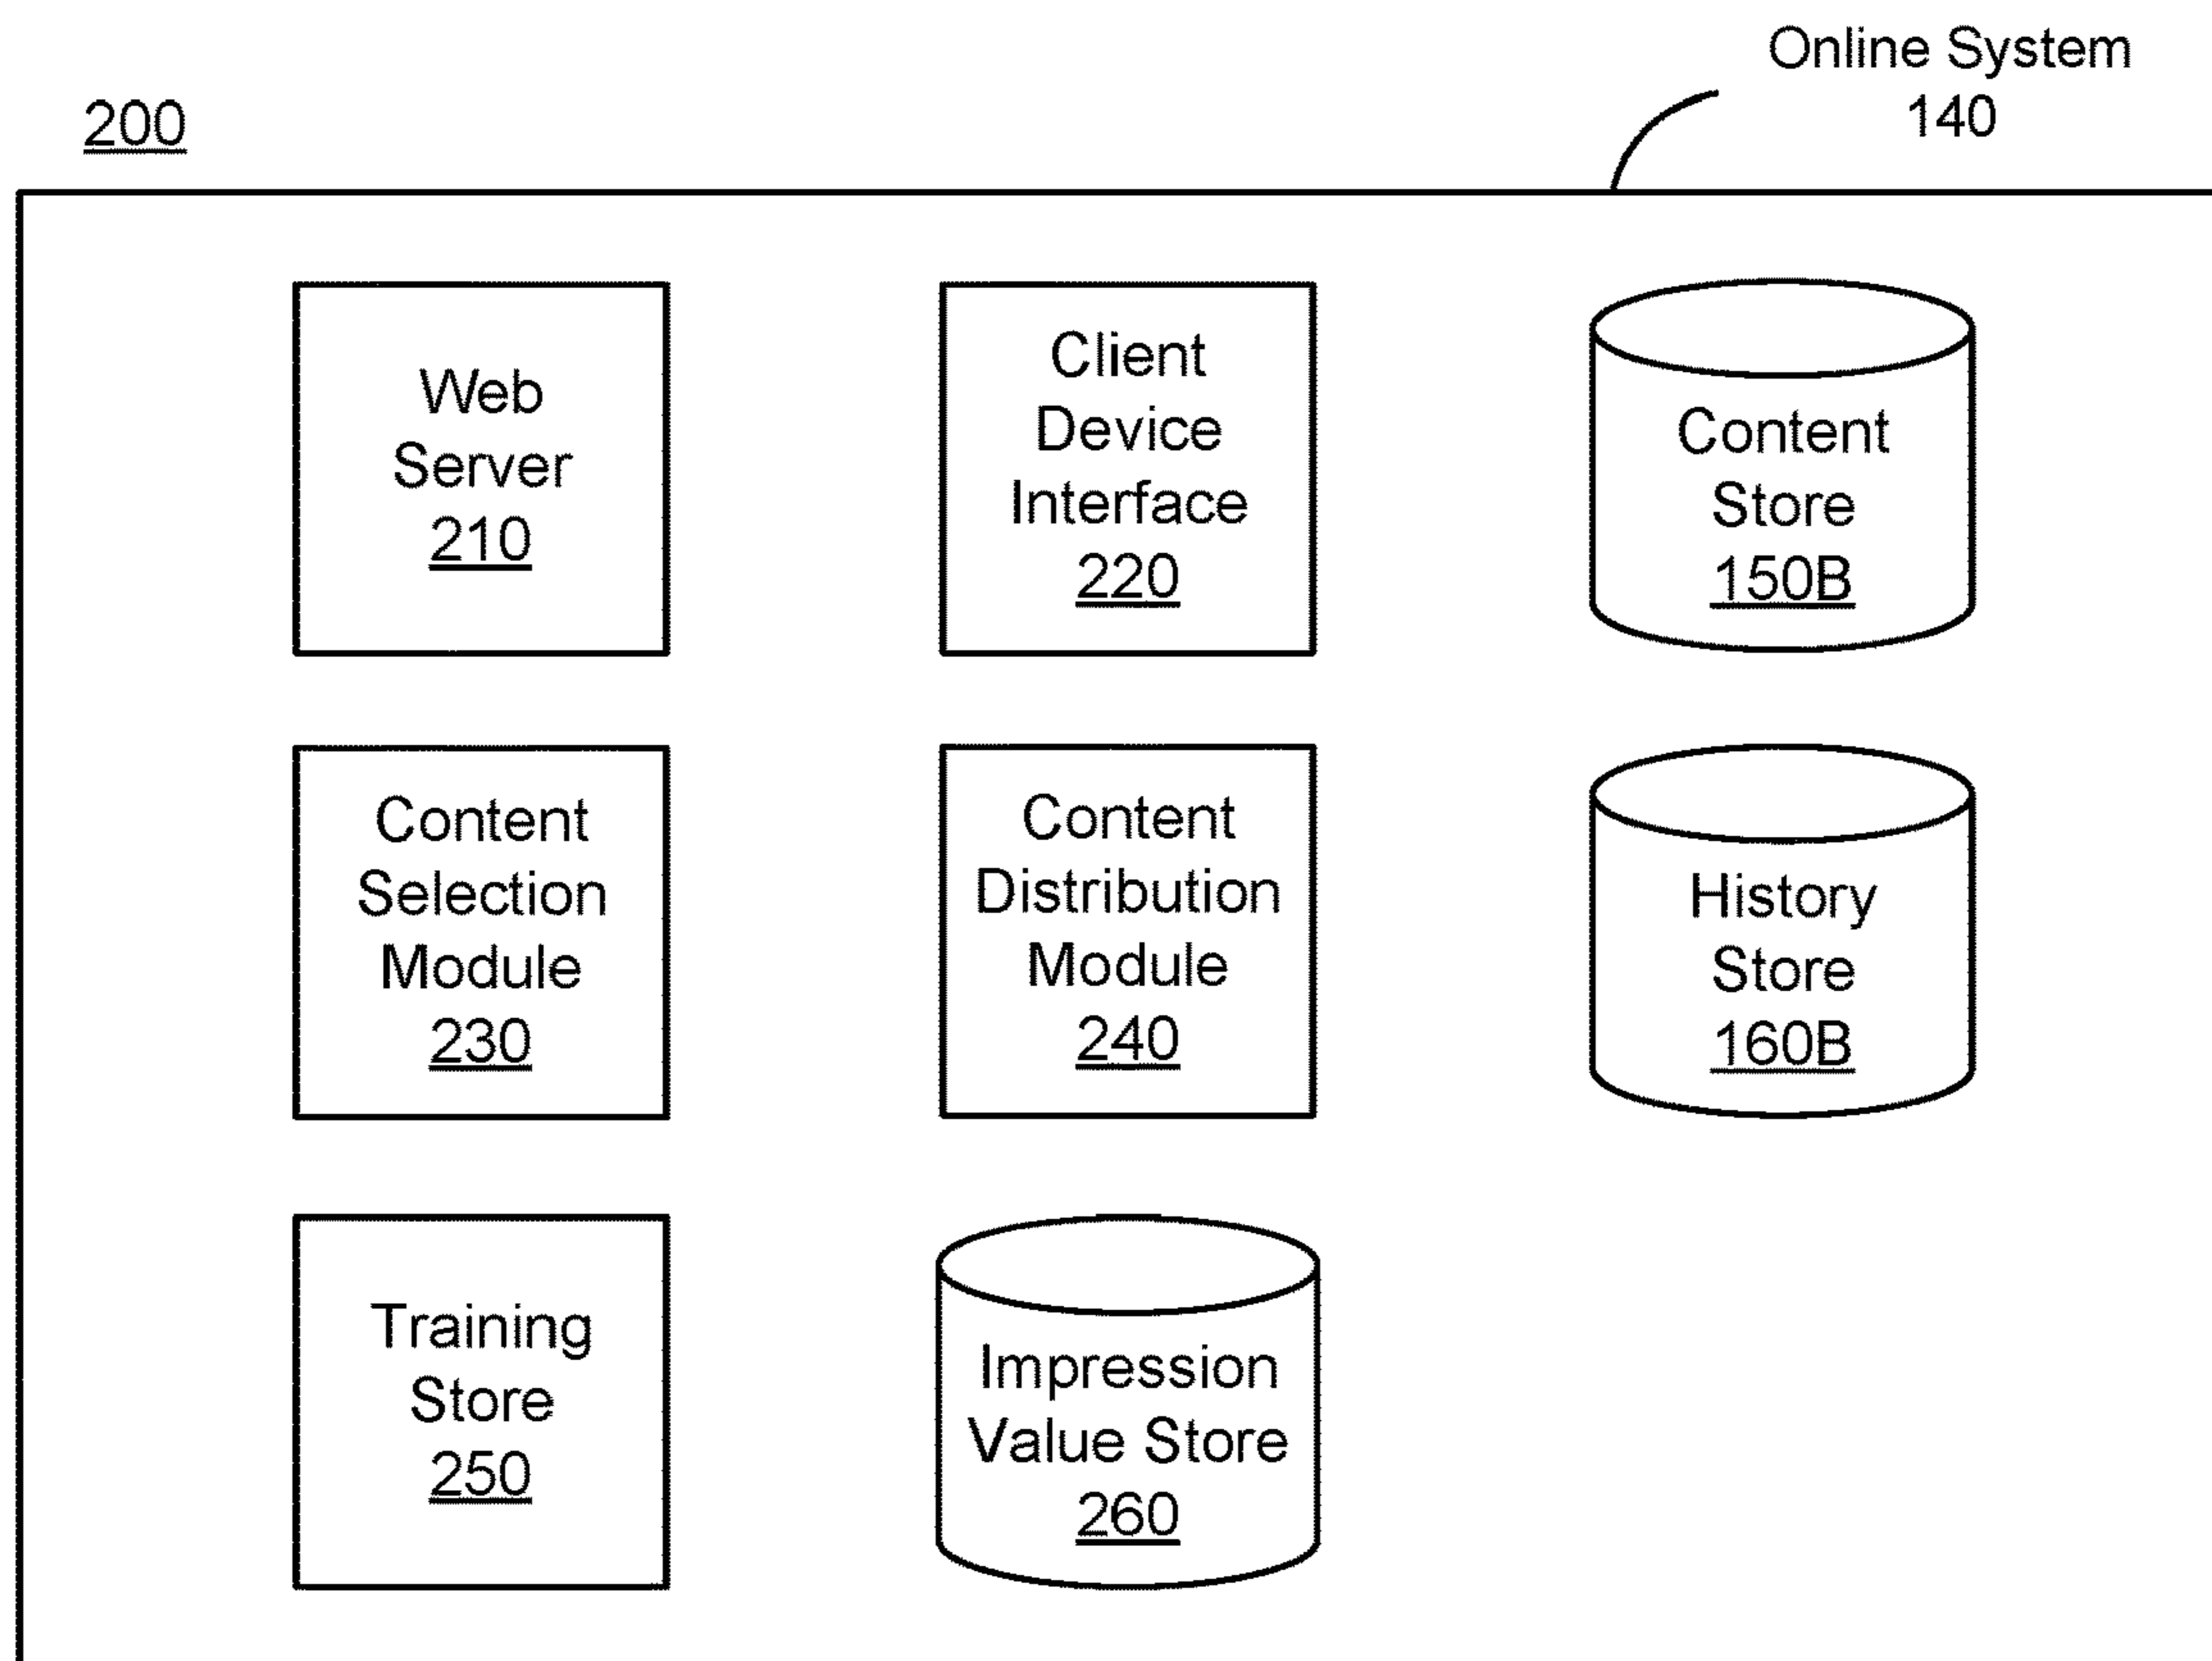 Online System
140
200
Web
Server
210
Client
Device
Interface
220
Content
Store
150B
Content
Selection
Module
230
Content
Distribution
Module
240
History
Store
160B
Training
Store
250
Impression
Value Store
260